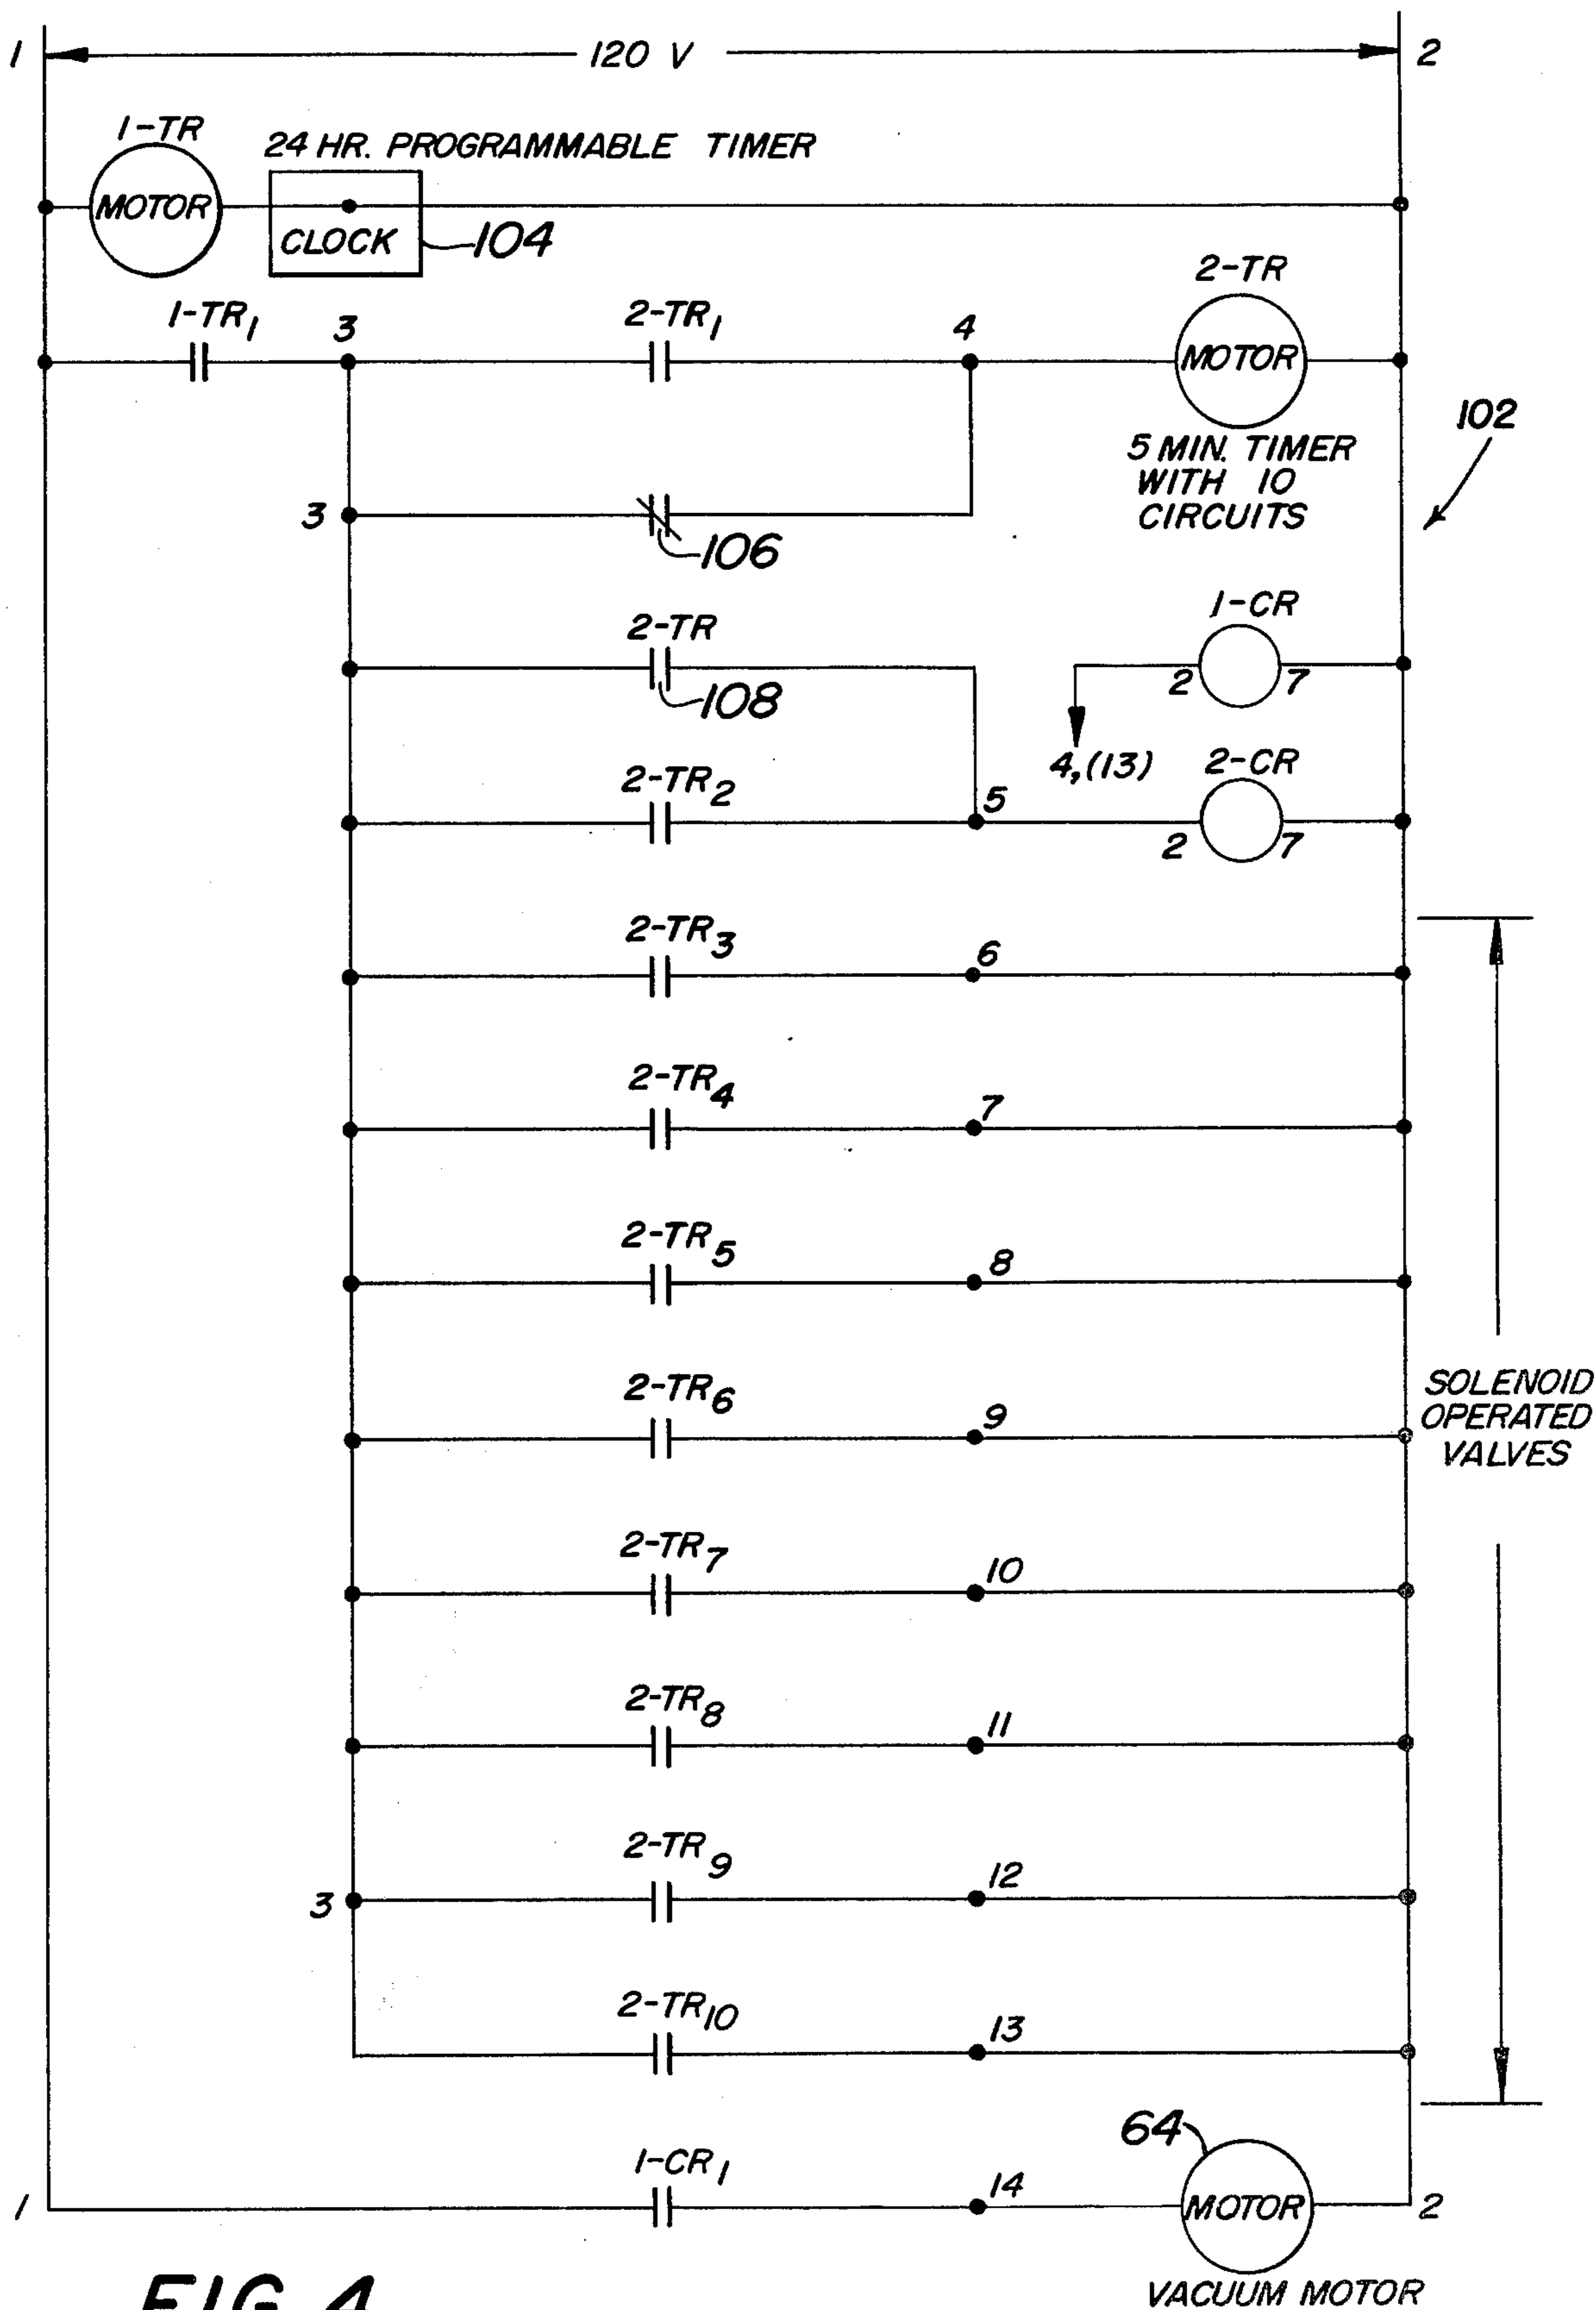 1 120 V 2
1-TR
24 HR. PROGRAMMABLE TIMER
MOTOR
CLOCK 104
1-TR1 3 2-TR1 4 2-TR
MOTOR
5 MIN. TIMER
WITH 10
CIRCUITS
102
3 106
2-TR 1-CR
108 2 7
4,(13)
2-TR2 5 2-CR
2 7
2-TR3 6
2-TR4 7
2-TR5 8
2-TR6 9
SOLENOID
OPERATED
VALVES
2-TR7 10
2-TR8 11
2-TR9 12
3
2-TR10 13
64
1 1-CR1 14 MOTOR 2
VACUUM MOTOR
FIG. 4